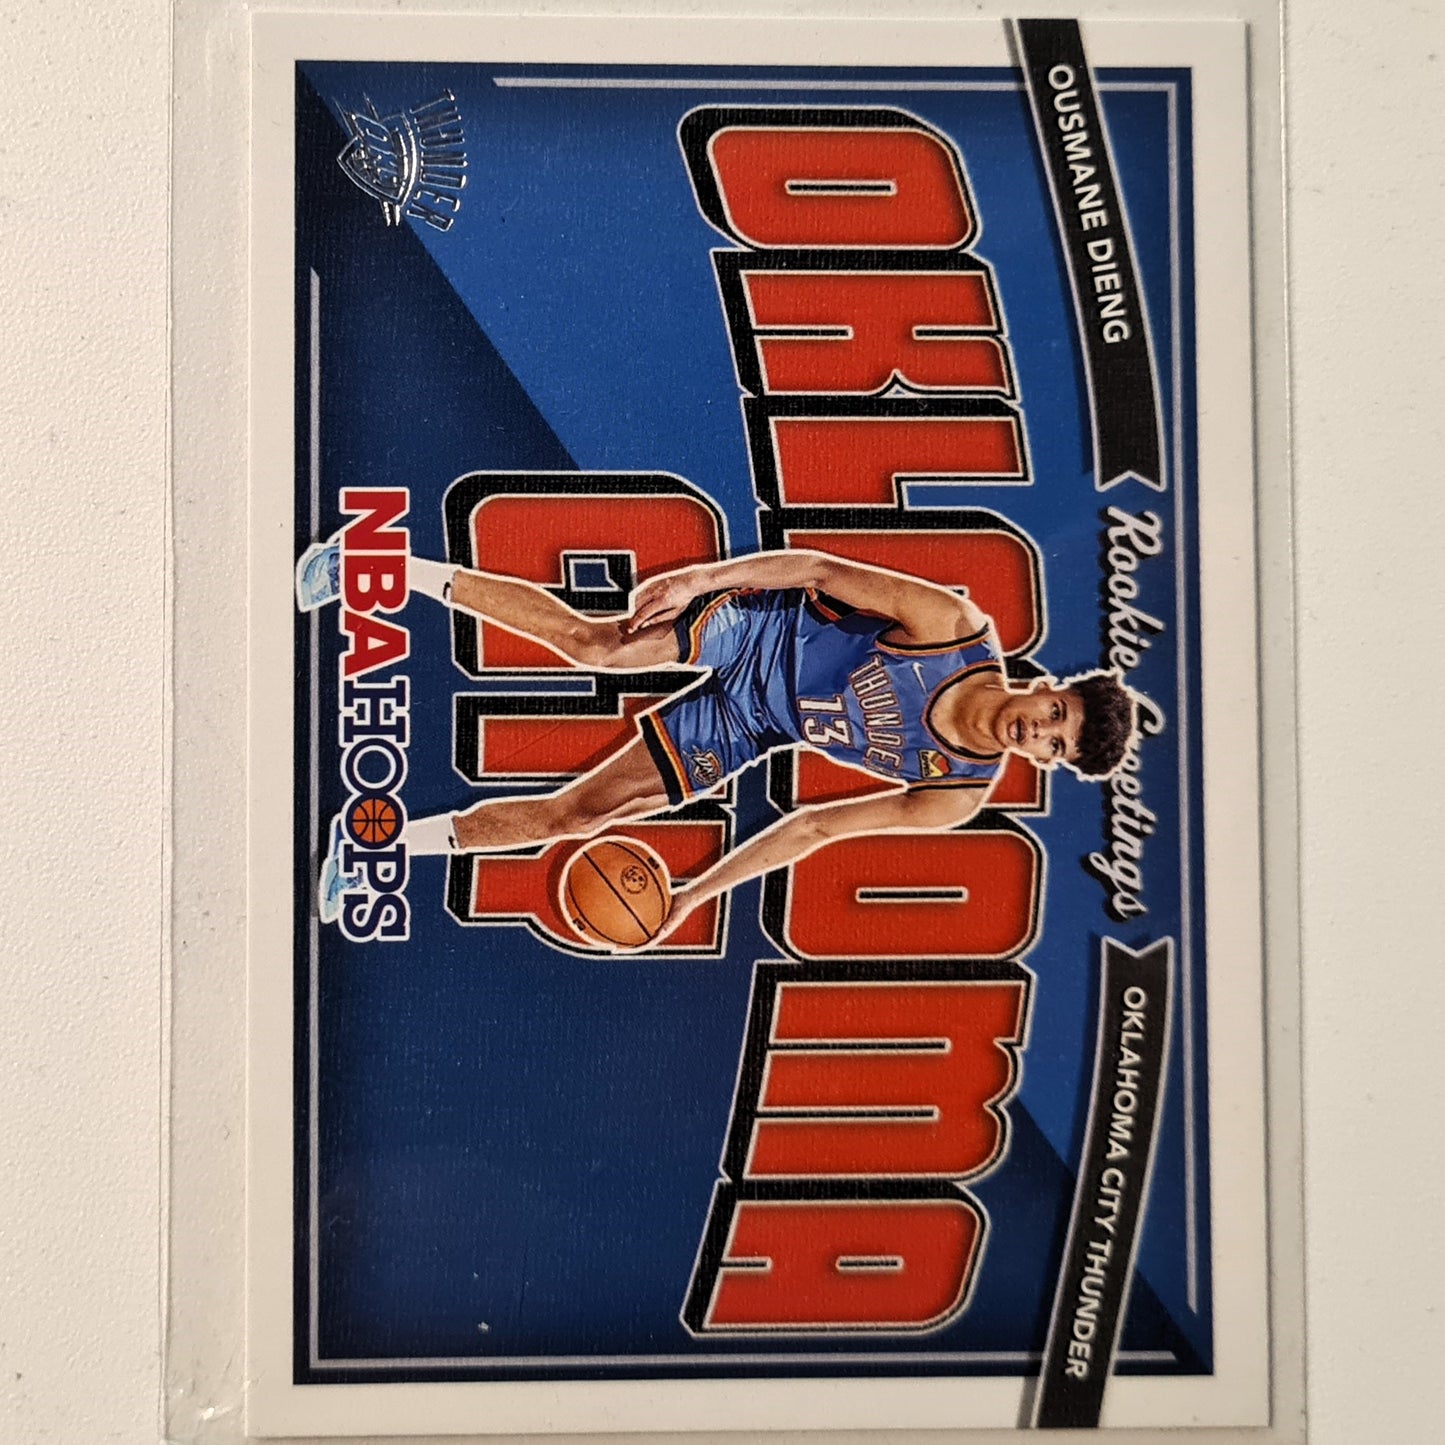 OUSMANE DIENG
Rookie Greetings
OKLAHOMA CITY THUNDER
OKLAHOMA
CITY
THUNDER
13
THUNDER
OKC
NBA HOOPS